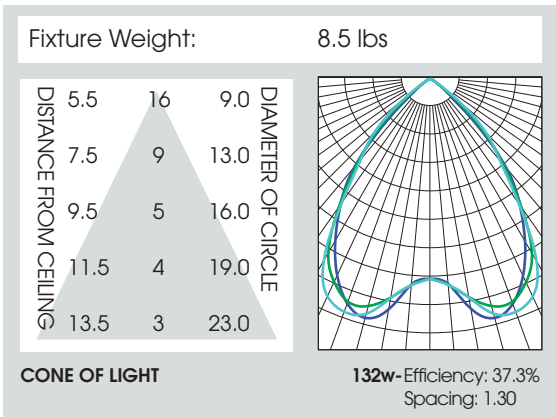 Fixture Weight: 8.5 lbs
DISTANCE FROM CEILING
DIAMETER OF CIRCLE
5.5 16 9.0
7.5 9 13.0
9.5 5 16.0
11.5 4 19.0
13.5 3 23.0
CONE OF LIGHT
132w- Efficiency: 37.3%
Spacing: 1.30